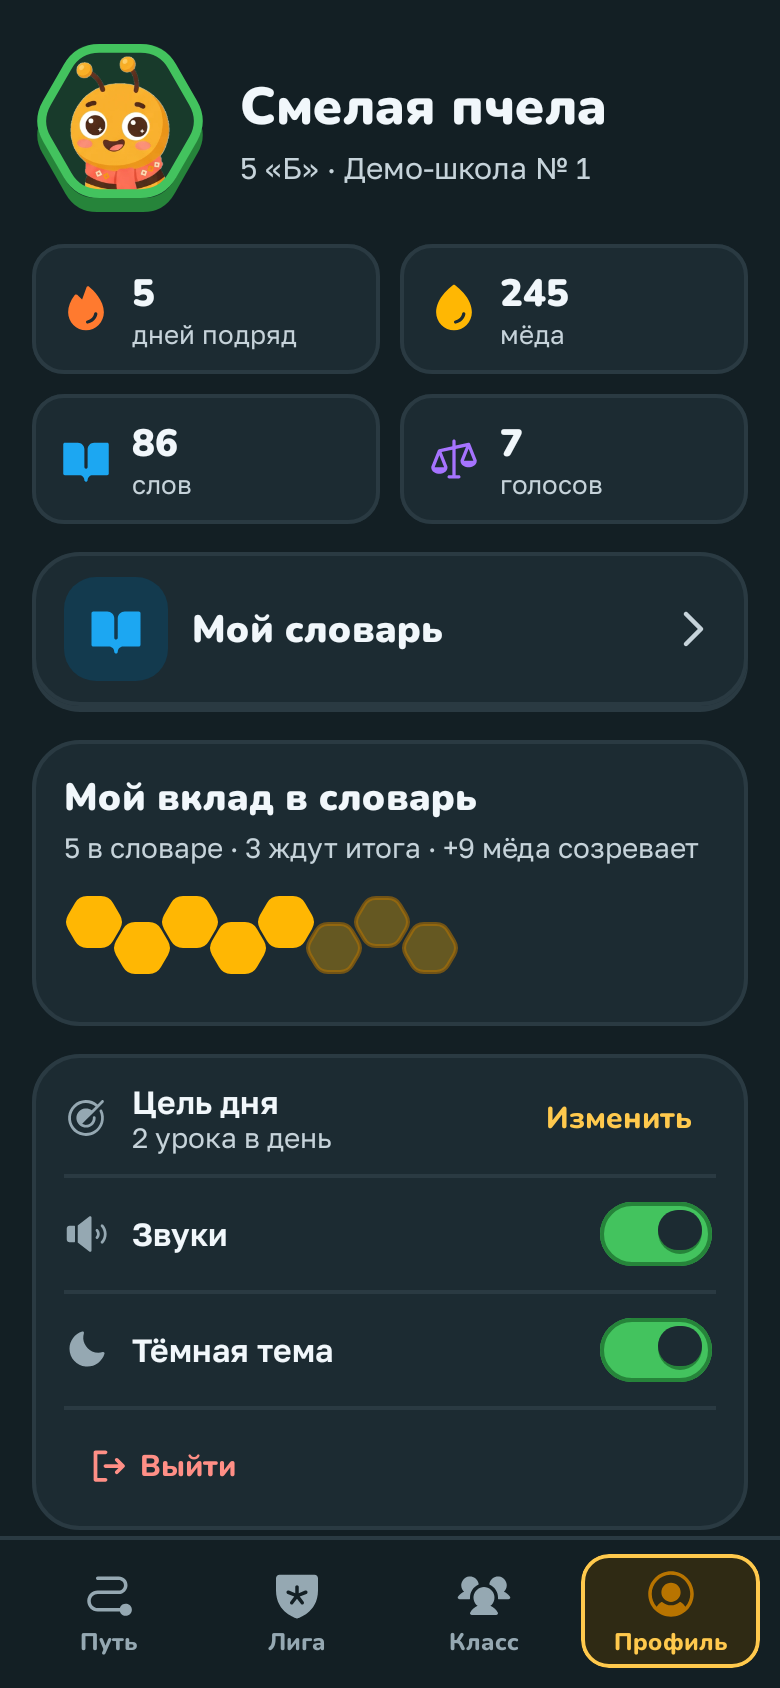 Смелая пчела
5 «Б» · Демо-школа № 1
5
дней подряд
245
мёда
86
слов
7
голосов
Мой словарь
Мой вклад в словарь
5 в словаре · 3 ждут итога · +9 мёда созревает
Цель дня
2 урока в день
Изменить
Звуки
Тёмная тема
Выйти
Путь
Лига
Класс
Профиль